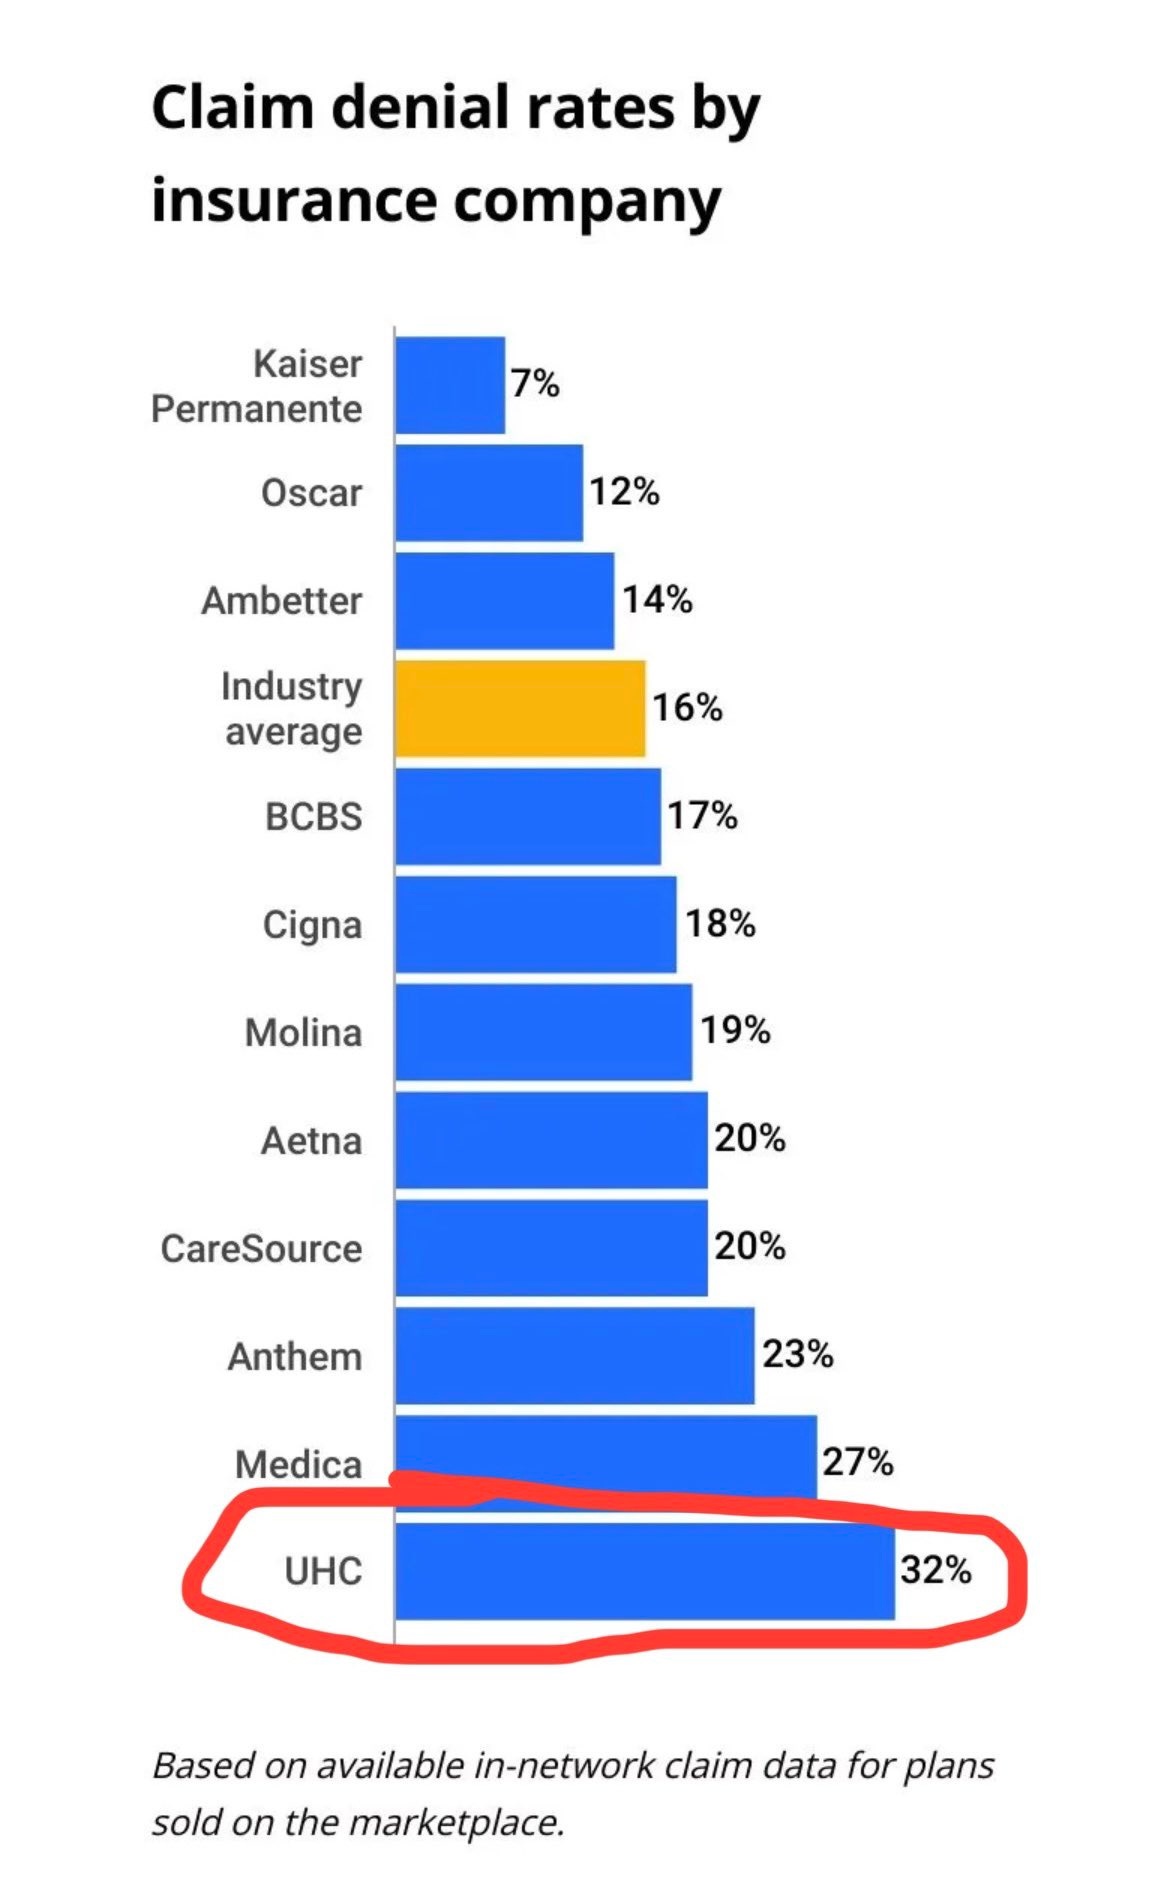 Claim denial rates by
insurance company
Kaiser
Permanente
7%
Oscar
12%
Ambetter
14%
Industry
average
16%
BCBS
17%
Cigna
18%
Molina
19%
Aetna
20%
CareSource
20%
Anthem
23%
Medica
27%
UHC
32%
Based on available in-network claim data for plans
sold on the marketplace.